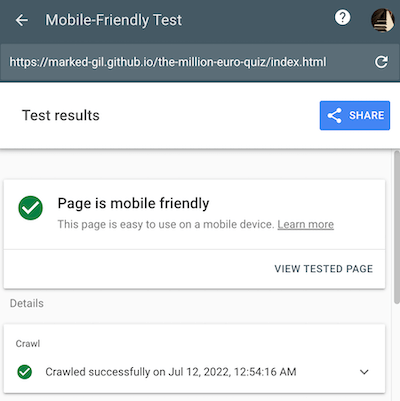 Mobile-Friendly Test
?
https://marked-gil.github.io/the-million-euro-quiz/index.html
Test results
SHARE
Page is mobile friendly
This page is easy to use on a mobile device. Learn more
VIEW TESTED PAGE
Details
Crawl
Crawled successfully on Jul 12, 2022, 12:54:16 AM